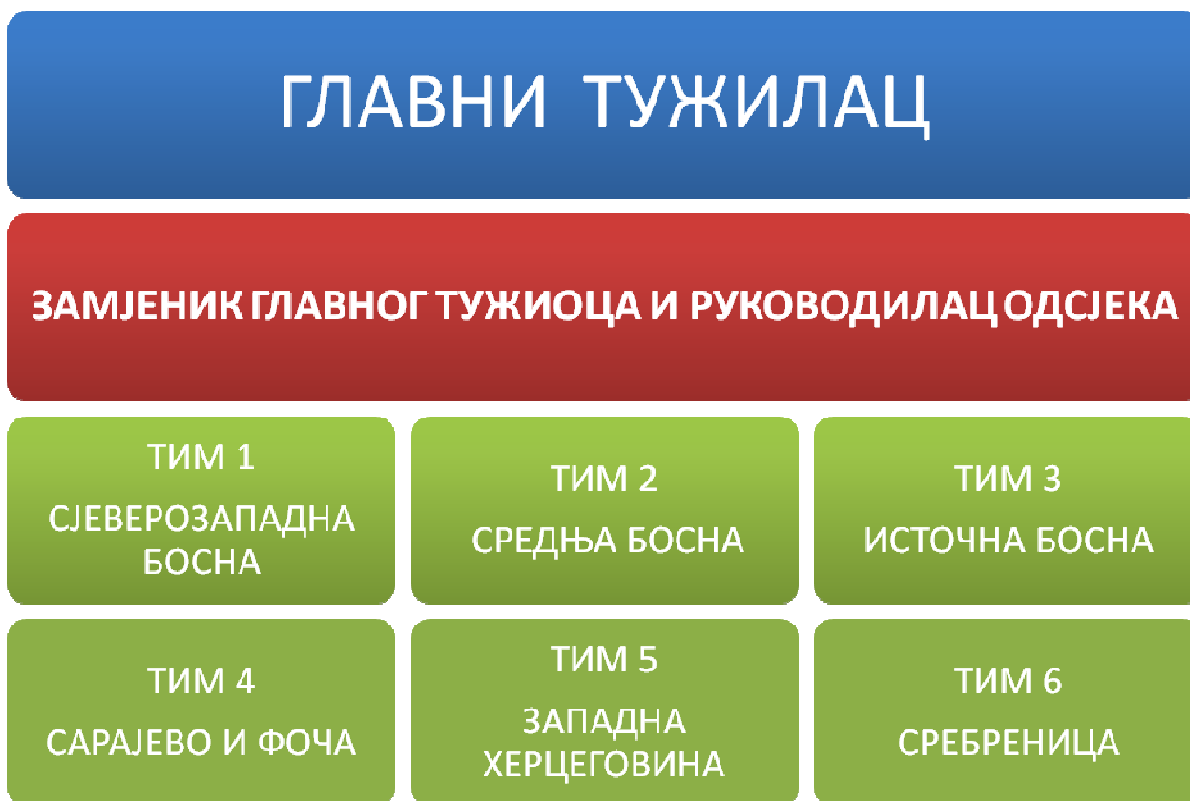 ГЛАВНИ ТУЖИЛАЦ
ЗАМЈЕНИК ГЛАВНОГ ТУЖИОЦА И РУКОВОДИЛАЦ ОДСЈЕКА
ТИМ 1
СЈЕВЕРОЗАПАДНА
БОСНА
ТИМ 2
СРЕДЊА БОСНА
ТИМ 3
ИСТОЧНА БОСНА
ТИМ 4
САРАЈЕВО И ФОЧА
ТИМ 5
ЗАПАДНА
ХЕРЦЕГОВИНА
ТИМ 6
СРЕБРЕНИЦА